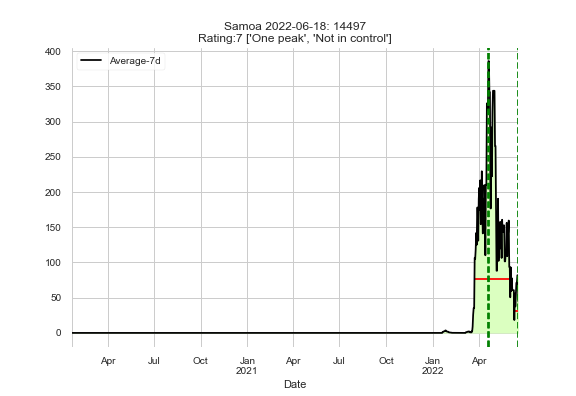 Samoa 2022-06-18: 14497
Rating:7 ['One peak', 'Not in control']
400
350
300
250
200
150
100
50
0
Average-7d
Apr
Jul
Oct
Jan
2021
Apr
Jul
Oct
Jan
2022
Apr
Date